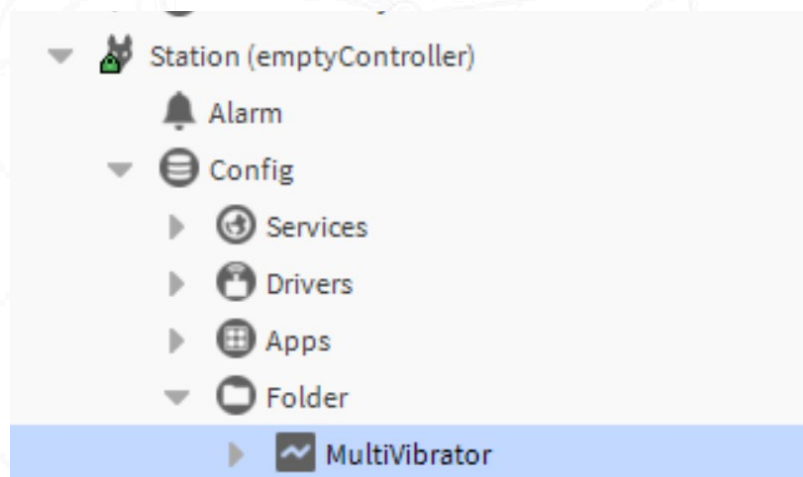 Station (emptyController)
Alarm
Config
Services
Drivers
Apps
Folder
MultiVibrator